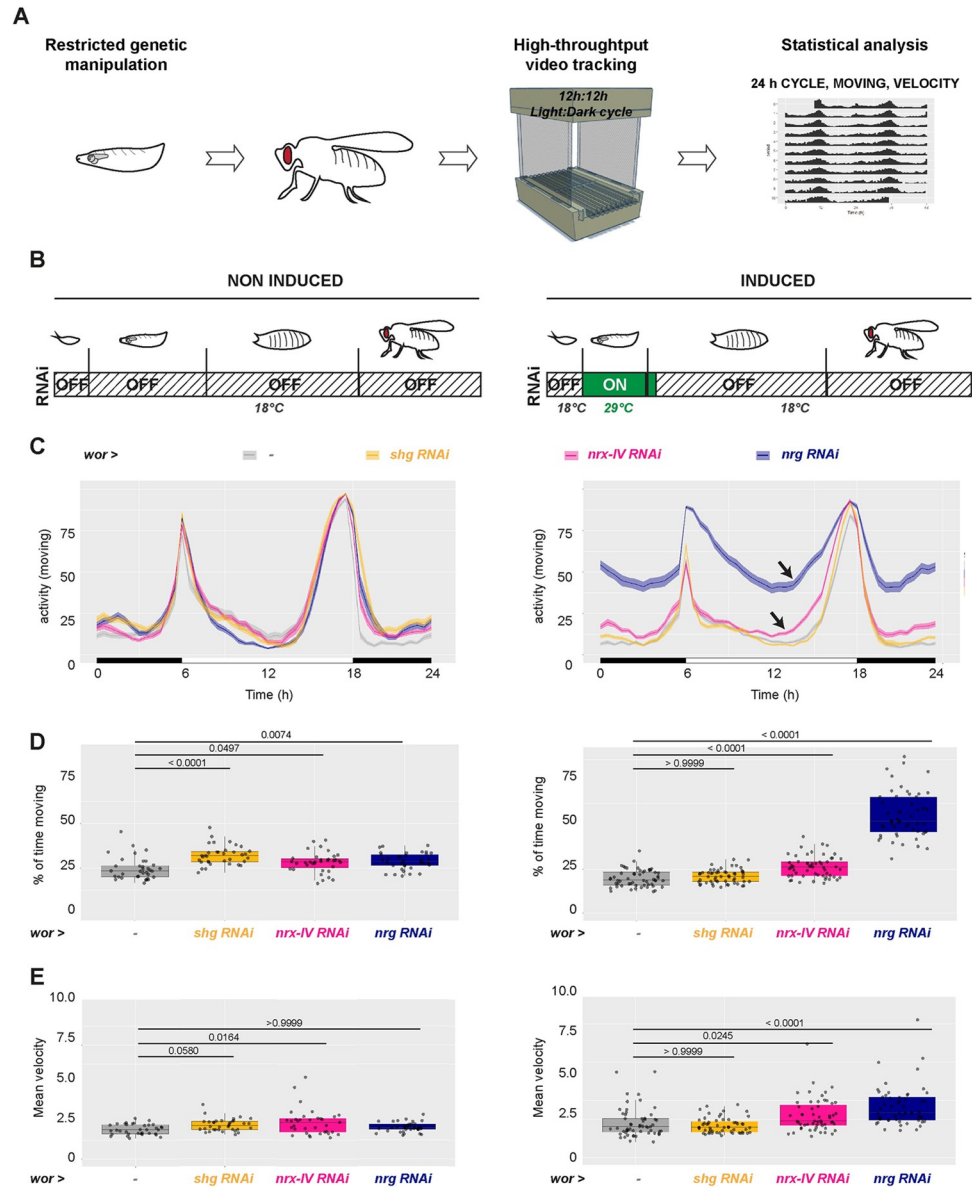 A
Restricted genetic manipulation
High-throughtput video tracking
Statistical analysis
12h:12h
Light:Dark cycle
24 h CYCLE, MOVING, VELOCITY
Time (h)
B
NON INDUCED
INDUCED
RNAi
OFF OFF OFF OFF
18°C
RNAi
OFF ON OFF OFF
18°C 29°C 18°C
C
wor > - shg RNAi nrx-IV RNAi nrg RNAi
activity (moving)
75
50
25
0
0 6 12 18 24
Time (h)
activity (moving)
75
50
25
0
0 6 12 18 24
Time (h)
D
% of time moving
75
50
25
0
0.0074
0.0497
< 0.0001
wor > - shg RNAi nrx-IV RNAi nrg RNAi
% of time moving
75
50
25
0
< 0.0001
< 0.0001
> 0.9999
wor > - shg RNAi nrx-IV RNAi nrg RNAi
E
Mean velocity
10.0
7.5
5.0
2.5
0
>0.9999
0.0164
0.0580
wor > - shg RNAi nrx-IV RNAi nrg RNAi
Mean velocity
10.0
7.5
5.0
2.5
0
< 0.0001
0.0245
> 0.9999
wor > - shg RNAi nrx-IV RNAi nrg RNAi